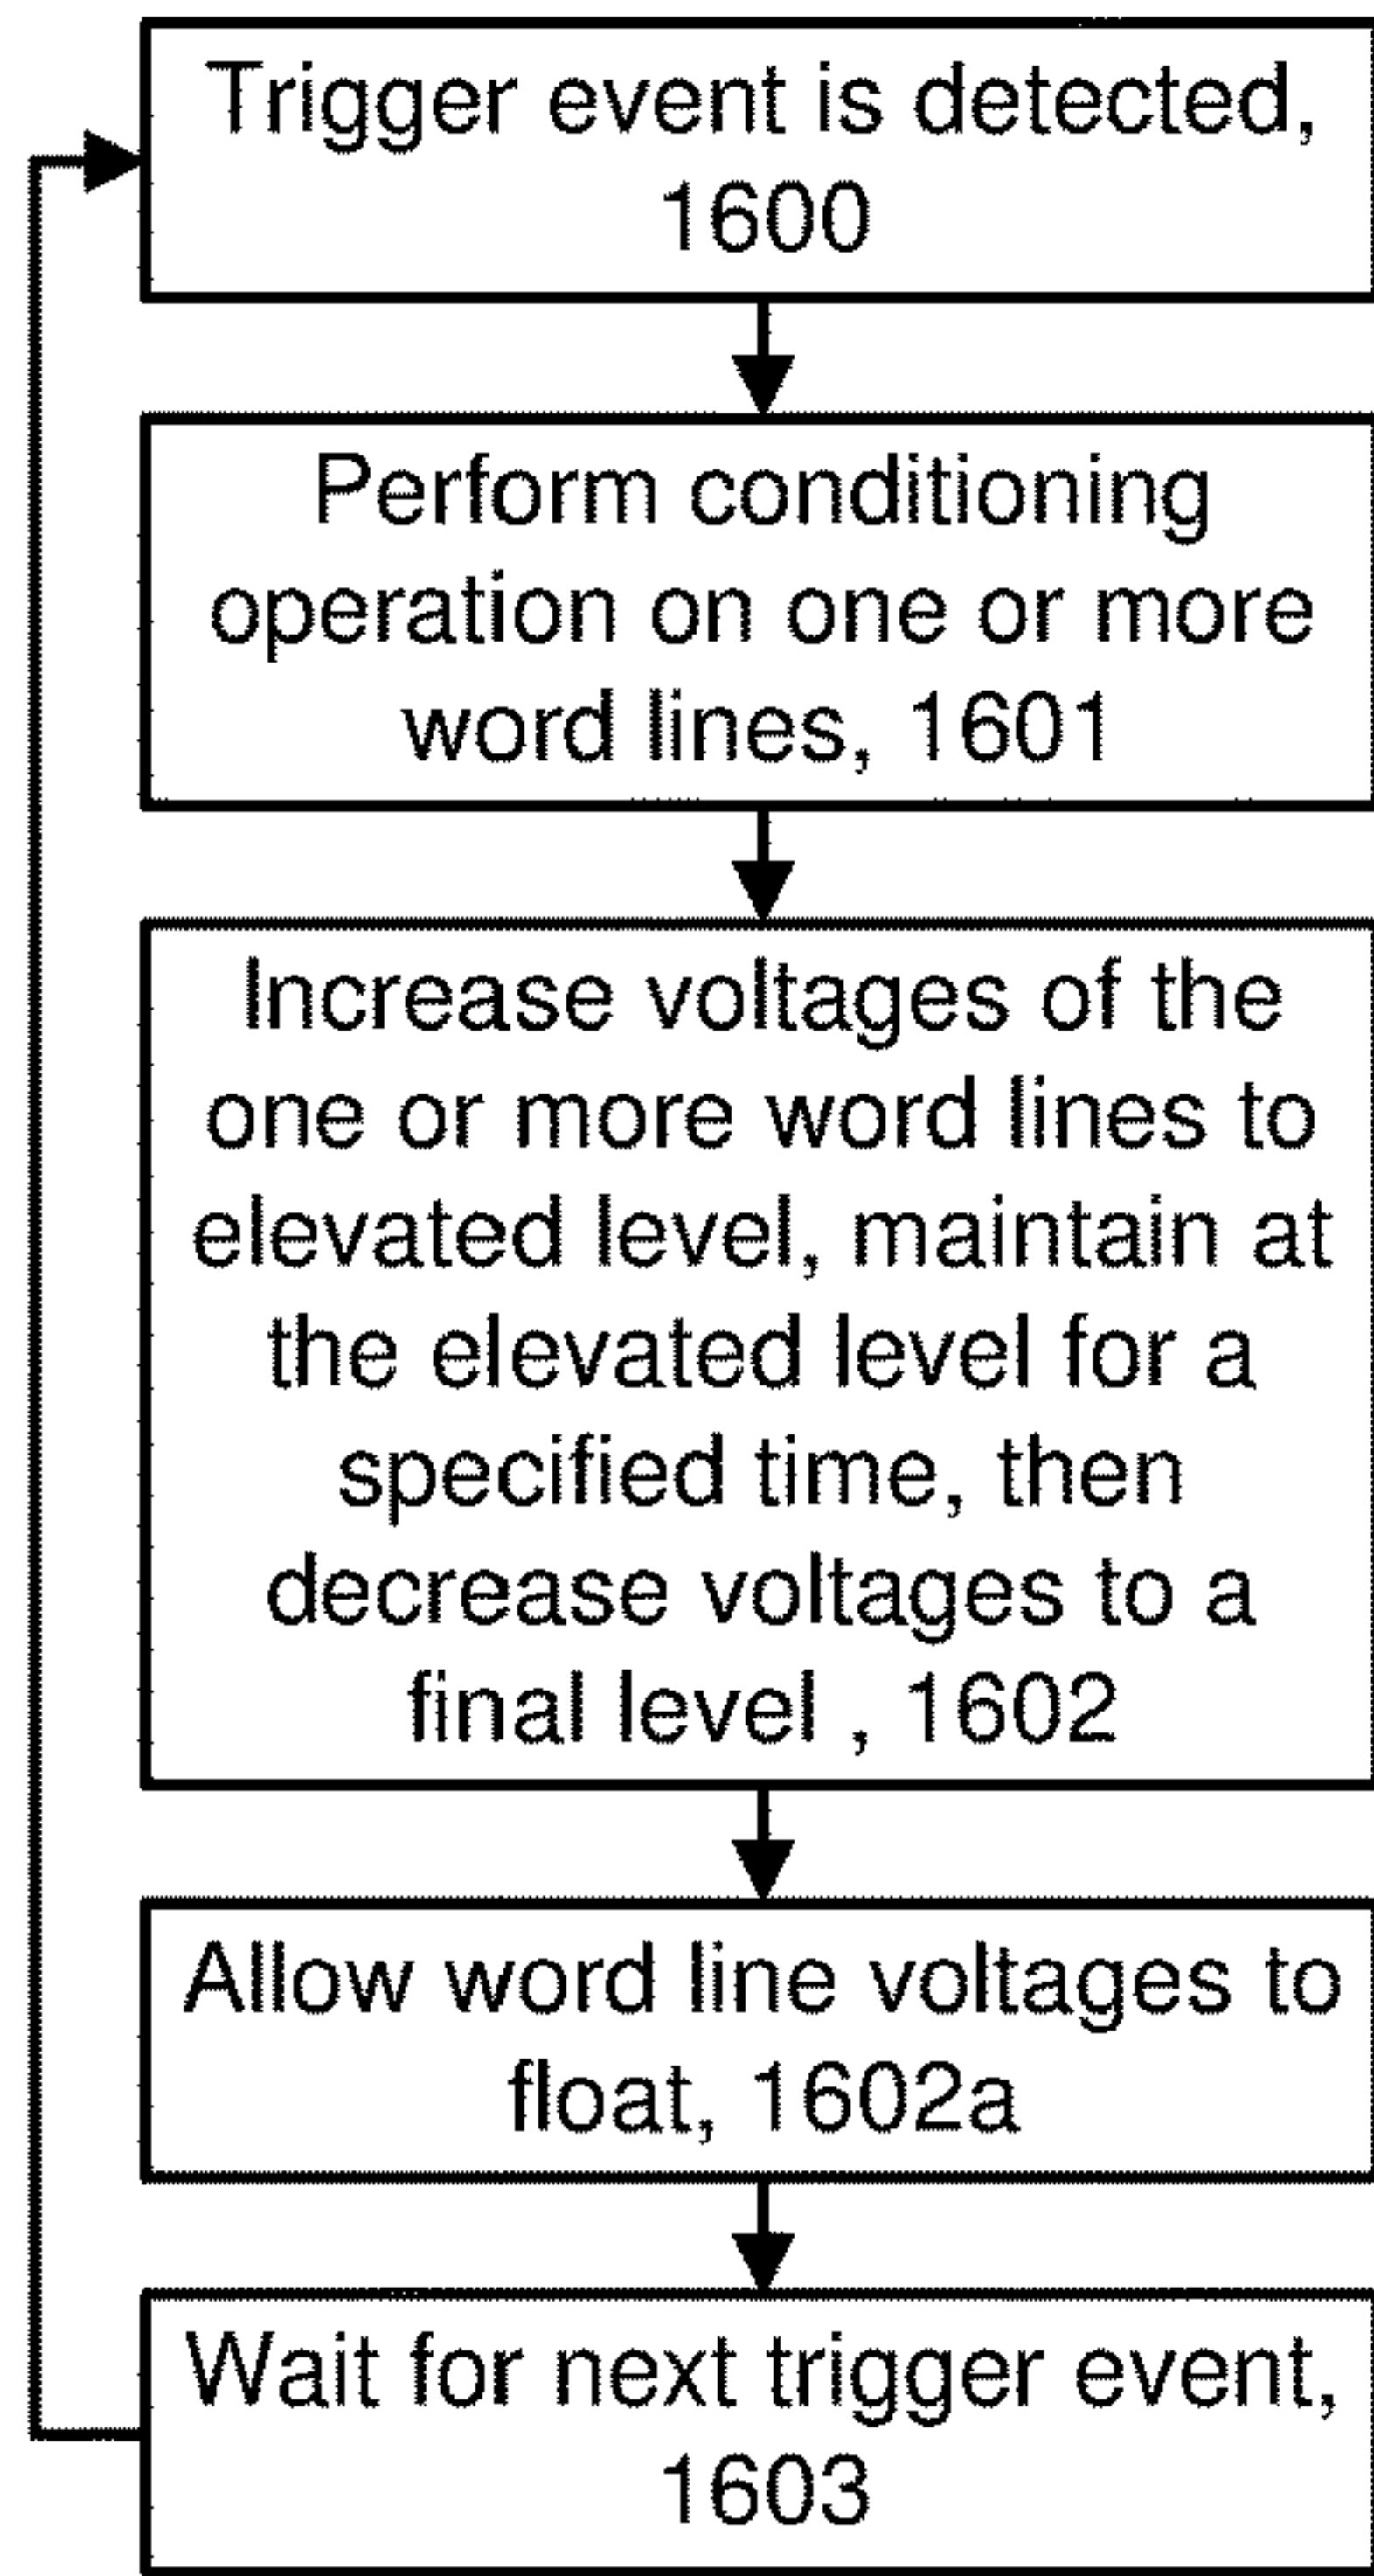 Trigger event is detected,
1600
Perform conditioning
operation on one or more
word lines, 1601
Increase voltages of the
one or more word lines to
elevated level, maintain at
the elevated level for a
specified time, then
decrease voltages to a
final level , 1602
Allow word line voltages to
float, 1602a
Wait for next trigger event,
1603